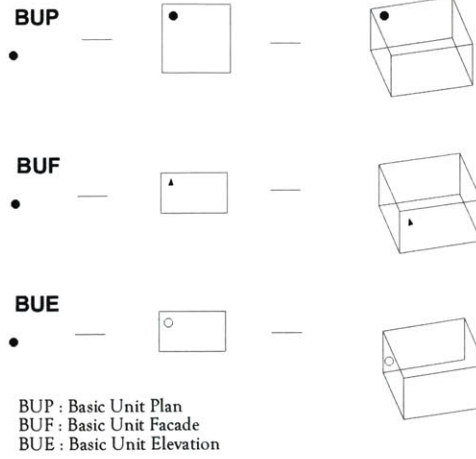 BUP
BUF
BUE
BUP : Basic Unit Plan
BUF : Basic Unit Facade
BUE : Basic Unit Elevation